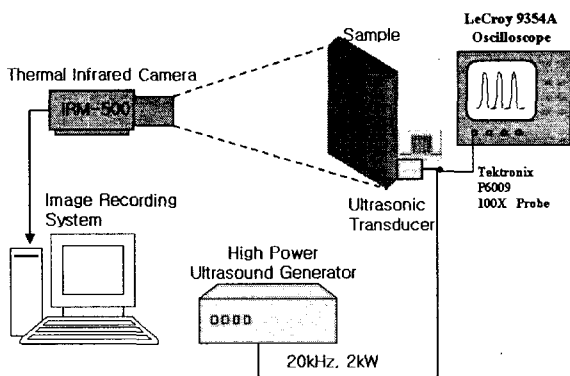 LeCroy 9354A
Oscilloscope
Sample
Thermal Infrared Camera
IRM-500
Tektronix
P6009
100X Probe
Image Recording
System
Ultrasonic
Transducer
High Power
Ultrasound Generator
20kHz, 2kW